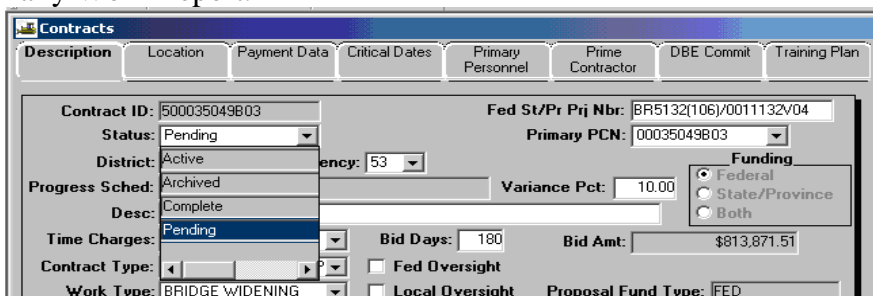 Contracts
Description Location Payment Data Critical Dates Primary Personnel Prime Contractor DBE Commit Training Plan
Contract ID: 500035049B03 Fed St/Pr Prj Nbr: BR5132(106)/0011132V04
Status: Pending Primary PCN: 00035049B03
District: Active ency: 53 Funding
Federal
Progress Sched: Archived Variance Pct: 10.00 State/Province
Desc: Complete Both
Time Charges: Pending Bid Days: 180 Bid Amt: $813,871.51
Contract Type: Fed Oversight
Work Type: BRIDGE WIDENING Local Oversight Proposal Fund Type: FED